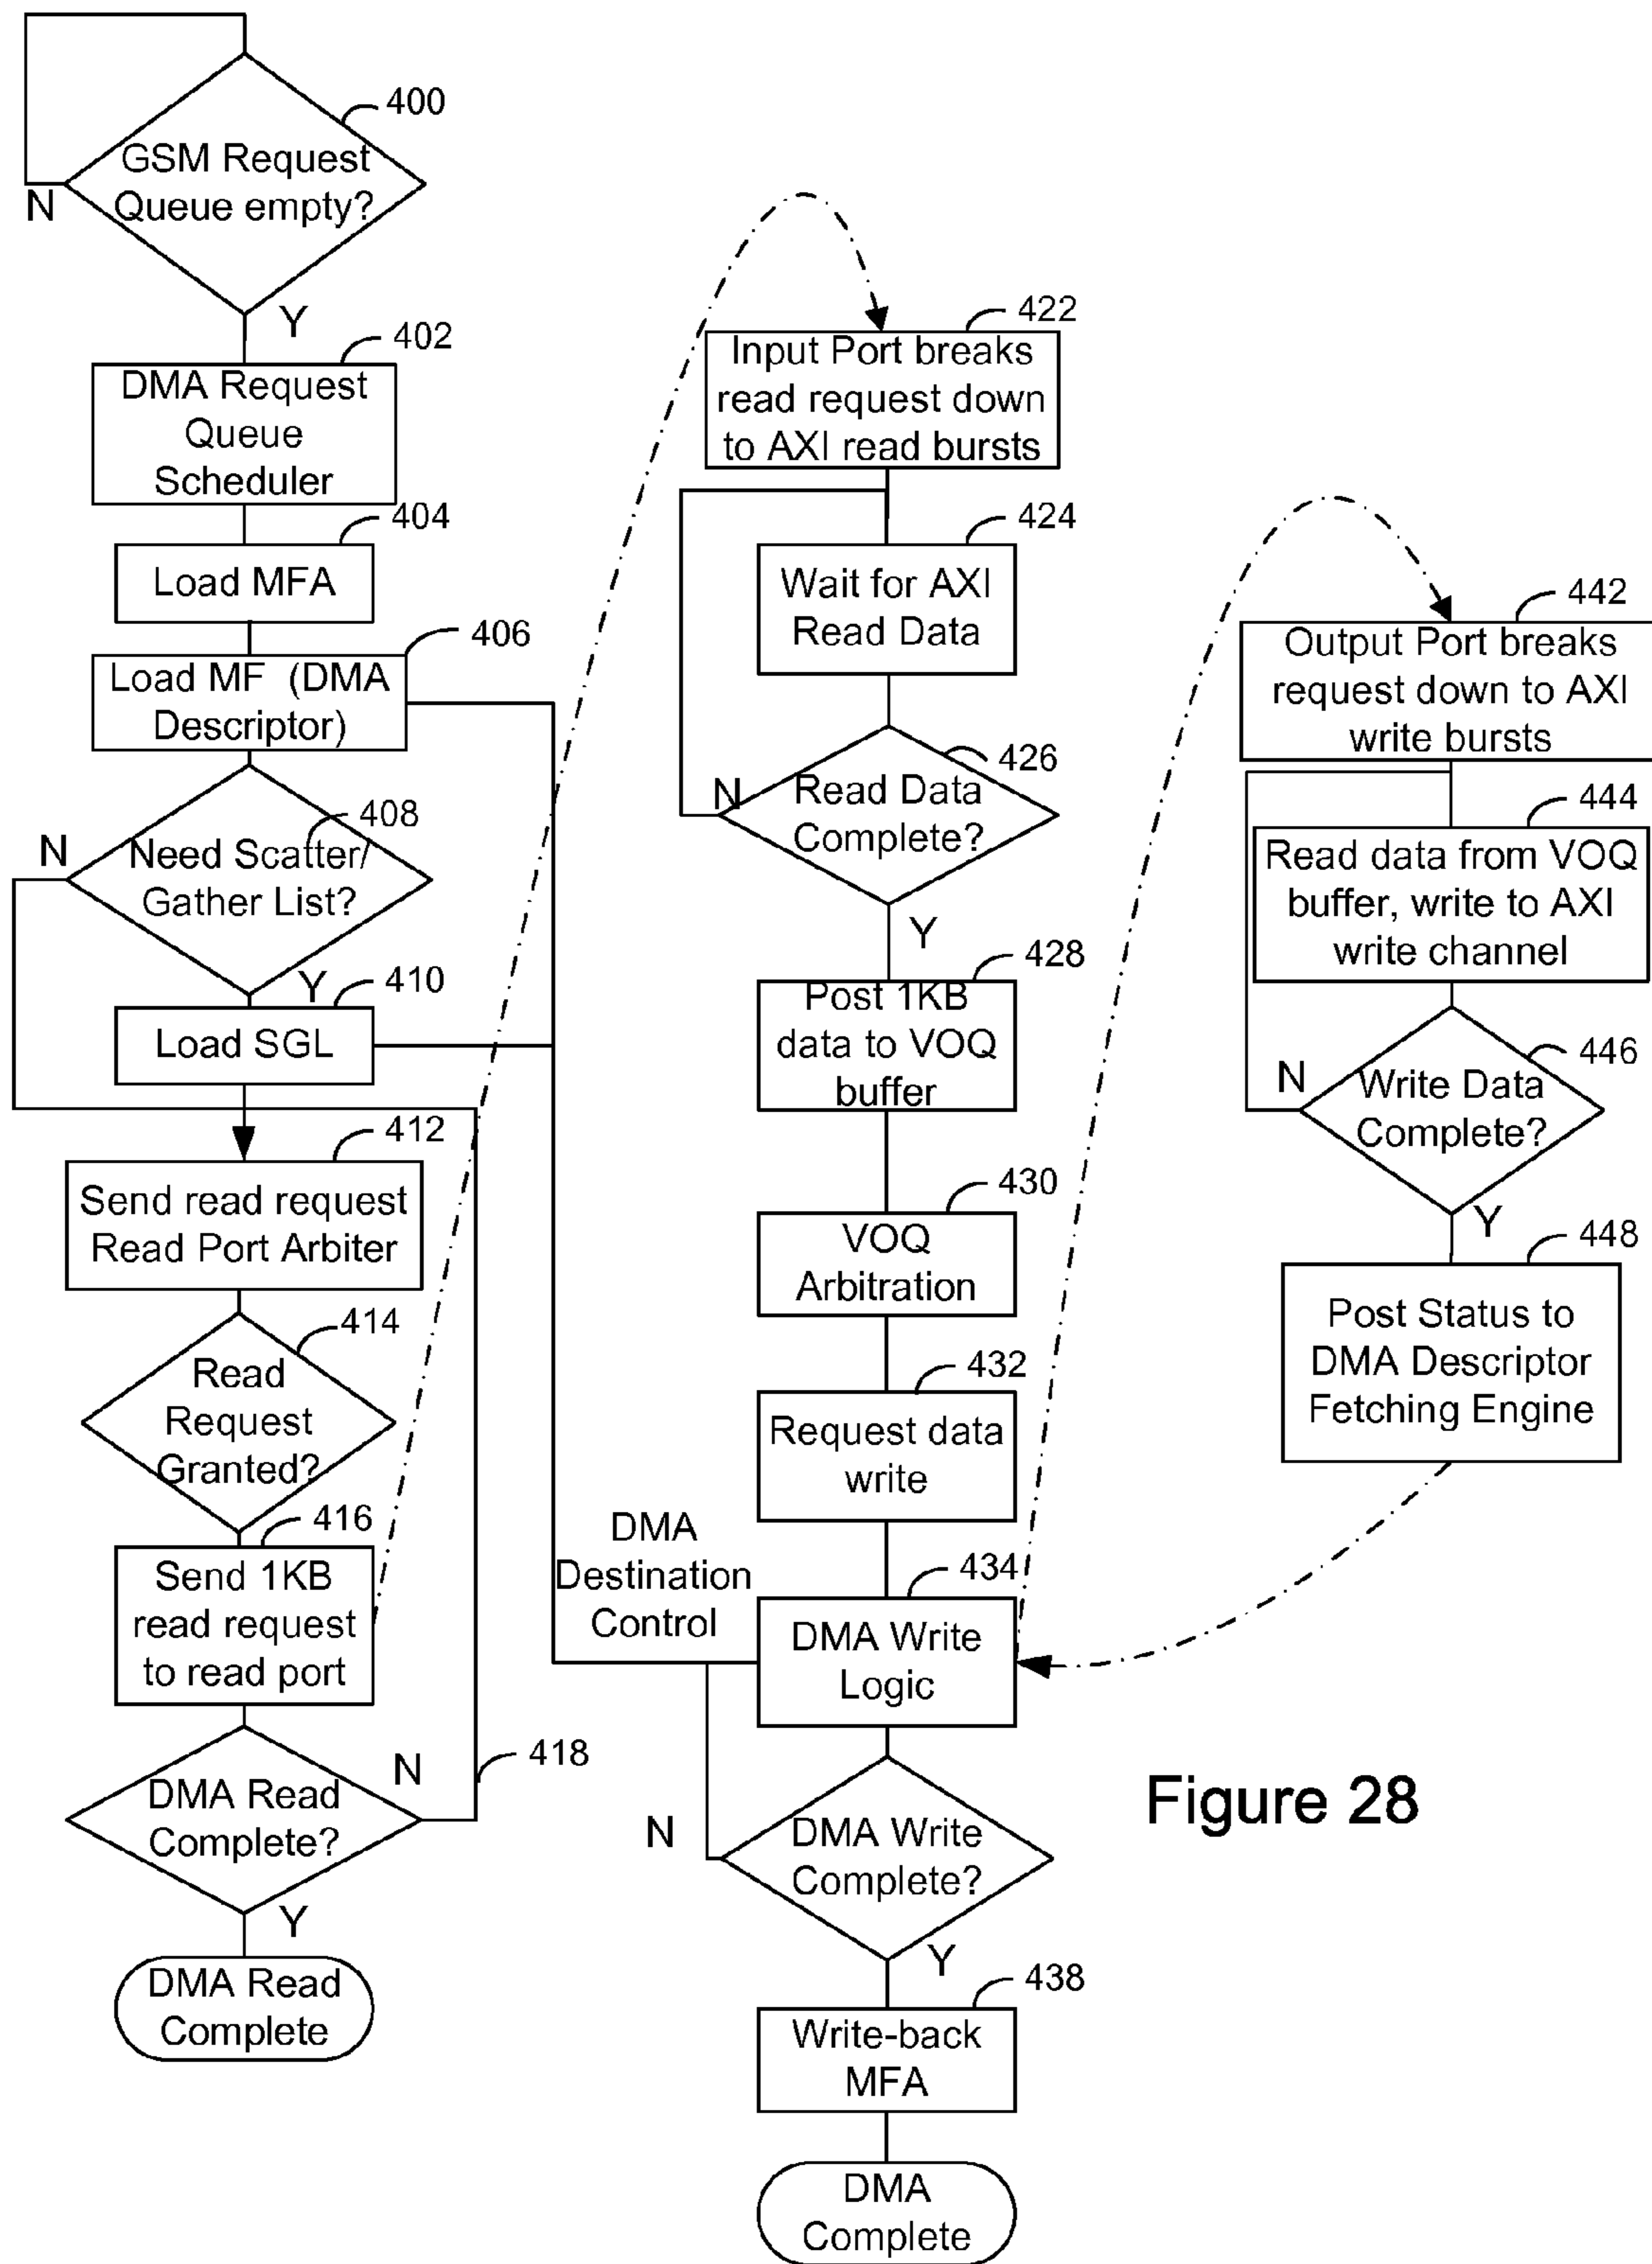 400
GSM Request
Queue empty?
N
Y
402
DMA Request
Queue
Scheduler
404
Load MFA
406
Load MF (DMA
Descriptor)
408
N
Need Scatter/
Gather List?
Y
410
Load SGL
412
Send read request
Read Port Arbiter
414
Read
Request
Granted?
416
Send 1KB
read request
to read port
418
N
DMA Read
Complete?
Y
DMA Read
Complete
422
Input Port breaks
read request down
to AXI read bursts
424
Wait for AXI
Read Data
426
N
Read Data
Complete?
Y
428
Post 1KB
data to VOQ
buffer
430
VOQ
Arbitration
432
Request data
write
DMA
Destination
Control
434
DMA Write
Logic
N
DMA Write
Complete?
Y
438
Write-back
MFA
DMA
Complete
442
Output Port breaks
request down to AXI
write bursts
444
Read data from VOQ
buffer, write to AXI
write channel
446
N
Write Data
Complete?
Y
448
Post Status to
DMA Descriptor
Fetching Engine
Figure 28